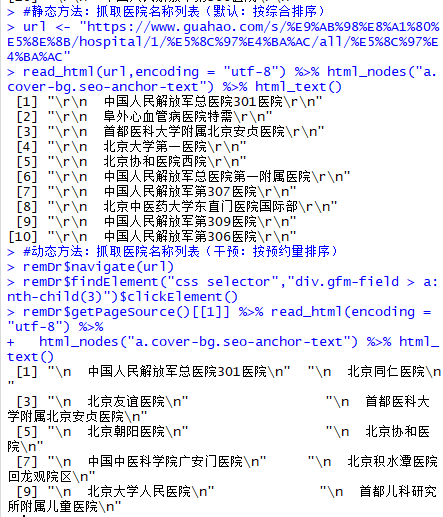 > #静态方法：抓取医院名称列表（默认：按综合排序）
> url <- "https://www.guahao.com/s/%E9%AB%98%E8%A1%80
%E5%8E%8B/hospital/1/%E5%8C%97%E4%BA%AC/all/%E5%8C%97%E
4%BA%AC"
> read_html(url,encoding = "utf-8") %>% html_nodes("a.
cover-bg.seo-anchor-text") %>% html_text()
[1] "\r\n  中国人民解放军总医院301医院\r\n"
[2] "\r\n  阜外心血管病医院特需\r\n"
[3] "\r\n  首都医科大学附属北京安贞医院\r\n"
[4] "\r\n  北京大学第一医院\r\n"
[5] "\r\n  北京协和医院西院\r\n"
[6] "\r\n  中国人民解放军总医院第一附属医院\r\n"
[7] "\r\n  中国人民解放军第307医院\r\n"
[8] "\r\n  北京中医药大学东直门医院国际部\r\n"
[9] "\r\n  中国人民解放军第309医院\r\n"
[10] "\r\n  中国人民解放军第306医院\r\n"
> #动态方法：抓取医院名称列表（干预：按预约量排序）
> remDr$navigate(url)
> remDr$findElement("css selector","div.gfm-field > a:
nth-child(3)")$clickElement()
> remDr$getPageSource()[[1]] %>% read_html(encoding =
"utf-8") %>%
+   html_nodes("a.cover-bg.seo-anchor-text") %>% html_
text()
[1] "\n  中国人民解放军总医院301医院\n"   "\n  北京同仁医院\n
"
[3] "\n  北京友谊医院\n"   "\n  首都医科大
学附属北京安贞医院\n"
[5] "\n  北京朝阳医院\n"   "\n  北京协和医
院\n"
[7] "\n  中国中医科学院广安门医院\n"   "\n  北京积水潭医院
回龙观院区\n"
[9] "\n  北京大学人民医院\n"   "\n  首都儿科研究
所附属儿童医院\n"